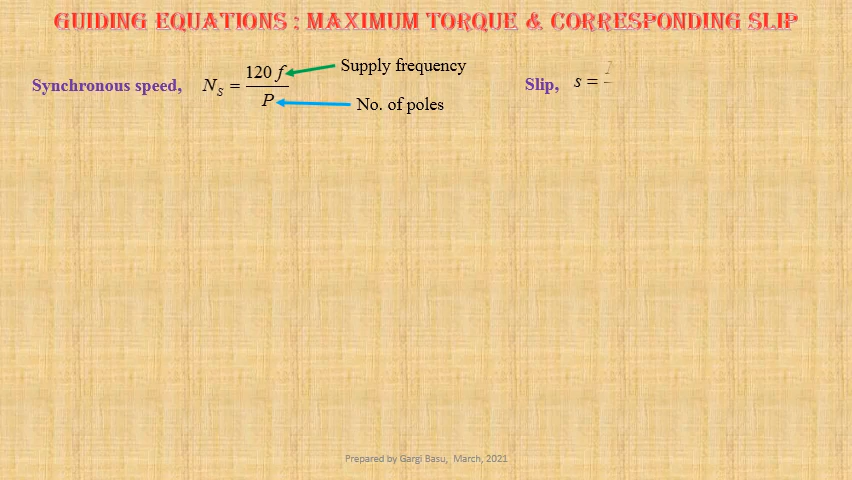 GUIDING EQUATIONS : MAXIMUM TORQUE & CORRESPONDING SLIP
Synchronous speed, N_S = 120 f / P
Supply frequency
No. of poles
Slip, s =
Prepared by Gargi Basu, March, 2021